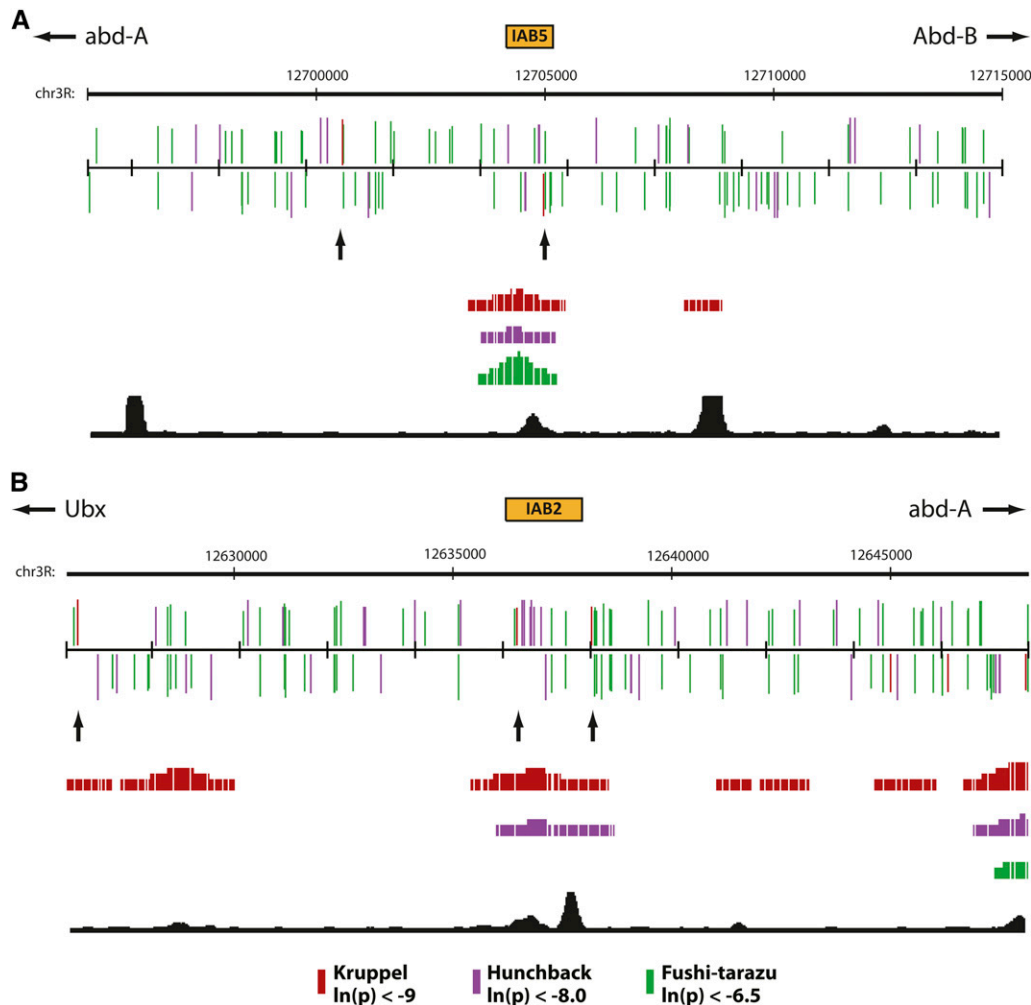 A
abd-A IAB5 Abd-B
12700000 12705000 12710000 12715000
chr3R:
B
Ubx IAB2 abd-A
12630000 12635000 12640000 12645000
chr3R:
Kruppel Hunchback Fushi-tarazu
ln(p) < -9 ln(p) < -8.0 ln(p) < -6.5